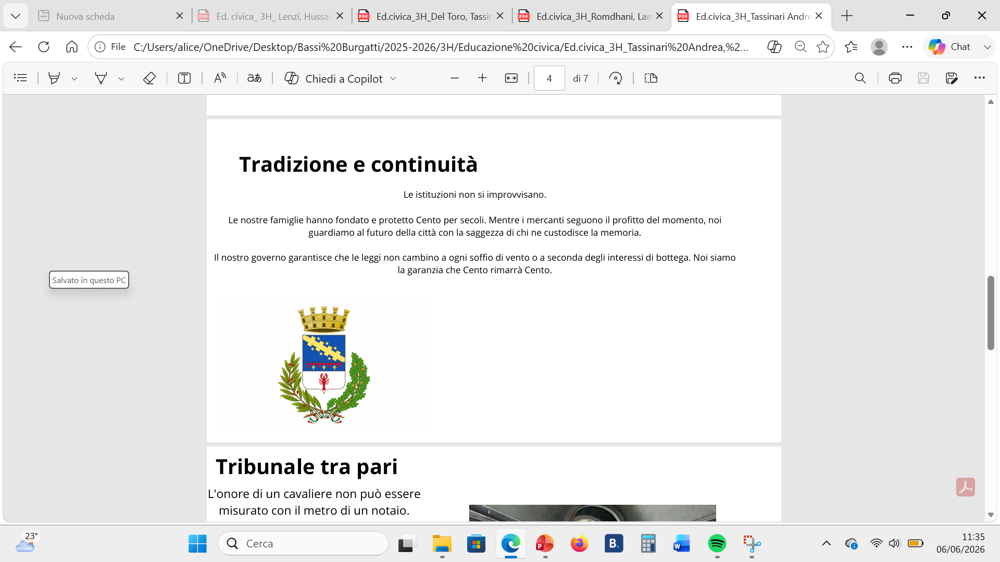 Nuova scheda
Ed. civica_ 3H_ Lenzi, Hussai
Ed.civica_3H_Del Toro, Tassin
Ed.civica_3H_Romdhani, Lam
Ed.civica_3H_Tassinari Andre
File
C:/Users/alice/OneDrive/Desktop/Bassi%20Burgatti/2025-2026/3H/Educazione%20civica/Ed.civica_3H_Tassinari%20Andrea,%2...
Chat
Chiedi a Copilot
4
di 7
Tradizione e continuità
Le istituzioni non si improvvisano.
Le nostre famiglie hanno fondato e protetto Cento per secoli. Mentre i mercanti seguono il profitto del momento, noi
guardiamo al futuro della città con la saggezza di chi ne custodisce la memoria.
Il nostro governo garantisce che le leggi non cambino a ogni soffio di vento o a seconda degli interessi di bottega. Noi siamo
la garanzia che Cento rimarrà Cento.
Salvato in questo PC
Tribunale tra pari
L'onore di un cavaliere non può essere
misurato con il metro di un notaio.
23°
Cerca
11:35
06/06/2026